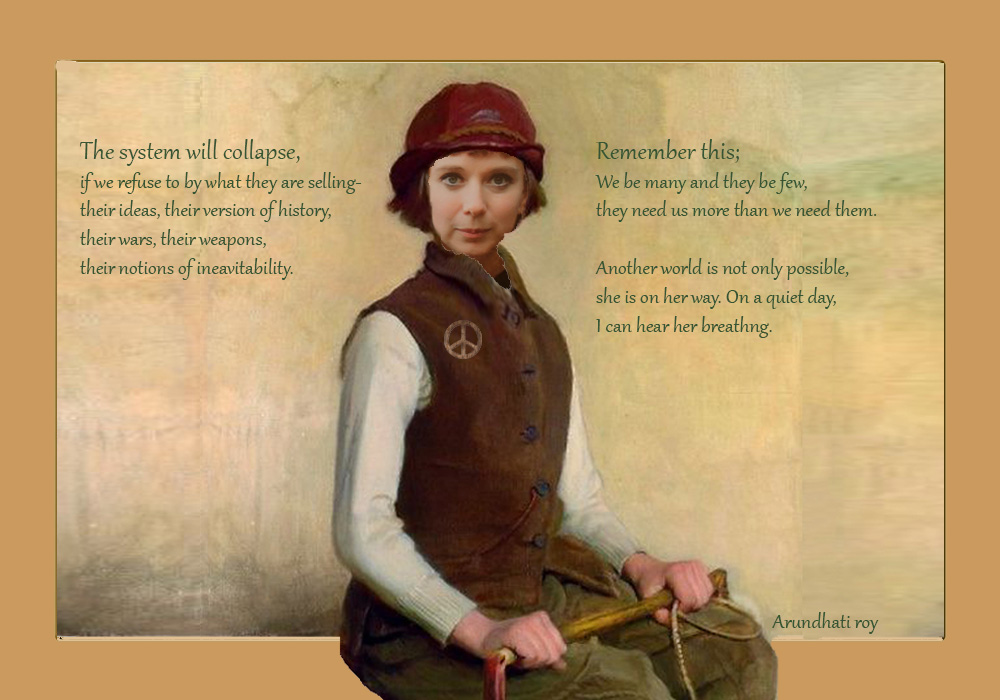 The system will collapse,
if we refuse to by what they are selling-
their ideas, their version of history,
their wars, their weapons,
their notions of ineavitability.
Remember this;
We be many and they be few,
they need us more than we need them.
Another world is not only possible,
she is on her way. On a quiet day,
I can hear her breathng.
Arundhati roy